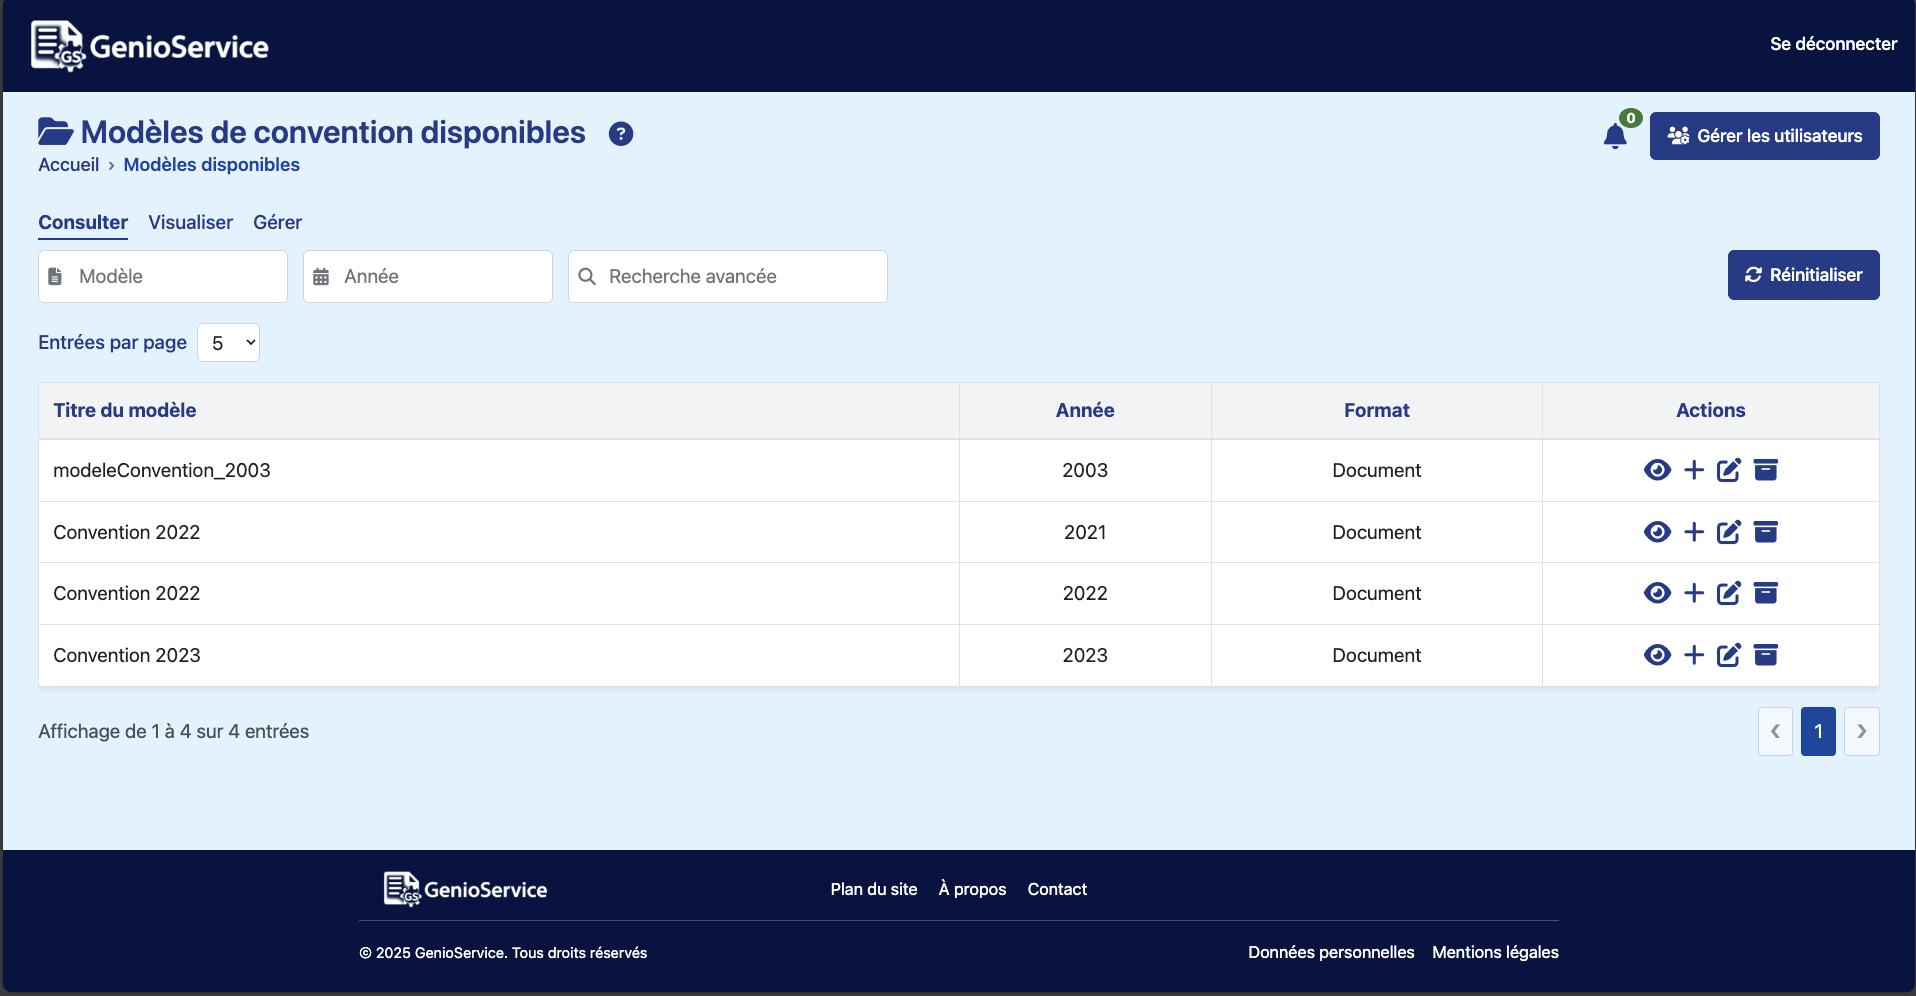 GS GenioService
Se déconnecter
Modèles de convention disponibles ?
0
Gérer les utilisateurs
Accueil › Modèles disponibles
Consulter Visualiser Gérer
Modèle Année Recherche avancée
Réinitialiser
Entrées par page 5
Titre du modèle Année Format Actions
modeleConvention_2003 2003 Document
Convention 2022 2021 Document
Convention 2022 2022 Document
Convention 2023 2023 Document
Affichage de 1 à 4 sur 4 entrées
‹ 1 ›
GS GenioService
Plan du site À propos Contact
© 2025 GenioService. Tous droits réservés
Données personnelles Mentions légales